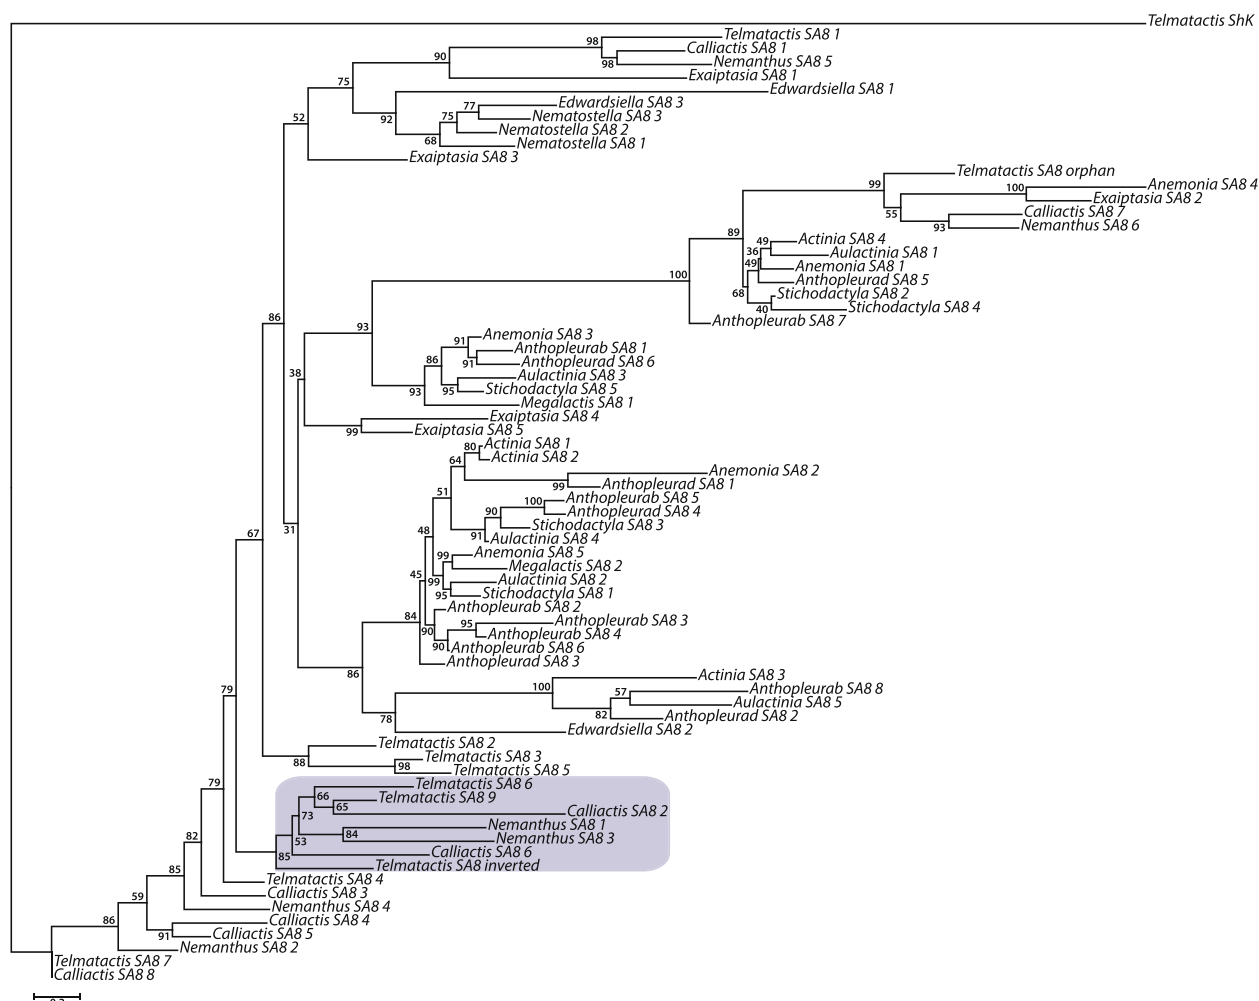 Telmatactis ShK
Telmatactis SA8 1
98
Calliactis SA8 1
90
98
Nemanthus SA8 5
Exaiptasia SA8 1
75
Edwardsiella SA8 1
Edwardsiella SA8 3
77
Nematostella SA8 3
52
92
75
Nematostella SA8 2
68
Nematostella SA8 1
Exaiptasia SA8 3
Telmatactis SA8 orphan
99
Anemonia SA8 4
100
Exaiptasia SA8 2
55
Calliactis SA8 7
93
Nemanthus SA8 6
89
Actinia SA8 4
49
Aulactinia SA8 1
36
Anemonia SA8 1
49
Anthopleurad SA8 5
100
68
Stichodactyla SA8 2
40
Stichodactyla SA8 4
Anthopleurab SA8 7
86
93
Anemonia SA8 3
91
Anthopleurab SA8 1
86
91
Anthopleurad SA8 6
38
Aulactinia SA8 3
93
95
Stichodactyla SA8 5
Megalactis SA8 1
Exaiptasia SA8 4
99
Exaiptasia SA8 5
80
Actinia SA8 1
Actinia SA8 2
64
Anemonia SA8 2
99
Anthopleurad SA8 1
51
Anthopleurab SA8 5
100
Anthopleurad SA8 4
90
Stichodactyla SA8 3
31
48
91
Aulactinia SA8 4
67
99
Anemonia SA8 5
Megalactis SA8 2
45
99
Aulactinia SA8 2
95
Stichodactyla SA8 1
Anthopleurab SA8 2
84
Anthopleurab SA8 3
90
95
Anthopleurab SA8 4
90
Anthopleurab SA8 6
Anthopleurad SA8 3
86
Actinia SA8 3
100
Anthopleurab SA8 8
57
Aulactinia SA8 5
79
78
82
Anthopleurad SA8 2
Edwardsiella SA8 2
Telmatactis SA8 2
88
Telmatactis SA8 3
98
Telmatactis SA8 5
79
Telmatactis SA8 6
66
Telmatactis SA8 9
65
Calliactis SA8 2
73
Nemanthus SA8 1
82
84
Nemanthus SA8 3
53
Calliactis SA8 6
85
Telmatactis SA8 inverted
85
Telmatactis SA8 4
Calliactis SA8 3
59
Nemanthus SA8 4
86
Calliactis SA8 4
91
Calliactis SA8 5
Nemanthus SA8 2
Telmatactis SA8 7
Calliactis SA8 8